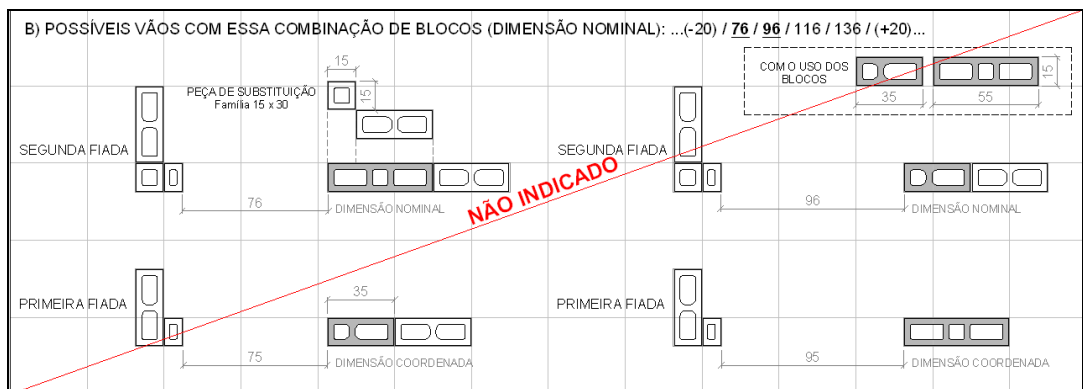 B) POSSÍVEIS VÃOS COM ESSA COMBINAÇÃO DE BLOCOS (DIMENSÃO NOMINAL): ...(-20) / 76 / 96 / 116 / 136 / (+20)...
15
PEÇA DE SUBSTITUIÇÃO
Família 15 x 30
15
COM O USO DOS
BLOCOS
35
55
15
SEGUNDA FIADA
76
DIMENSÃO NOMINAL
SEGUNDA FIADA
96
DIMENSÃO NOMINAL
NÃO INDICADO
PRIMEIRA FIADA
35
75
DIMENSÃO COORDENADA
PRIMEIRA FIADA
95
DIMENSÃO COORDENADA